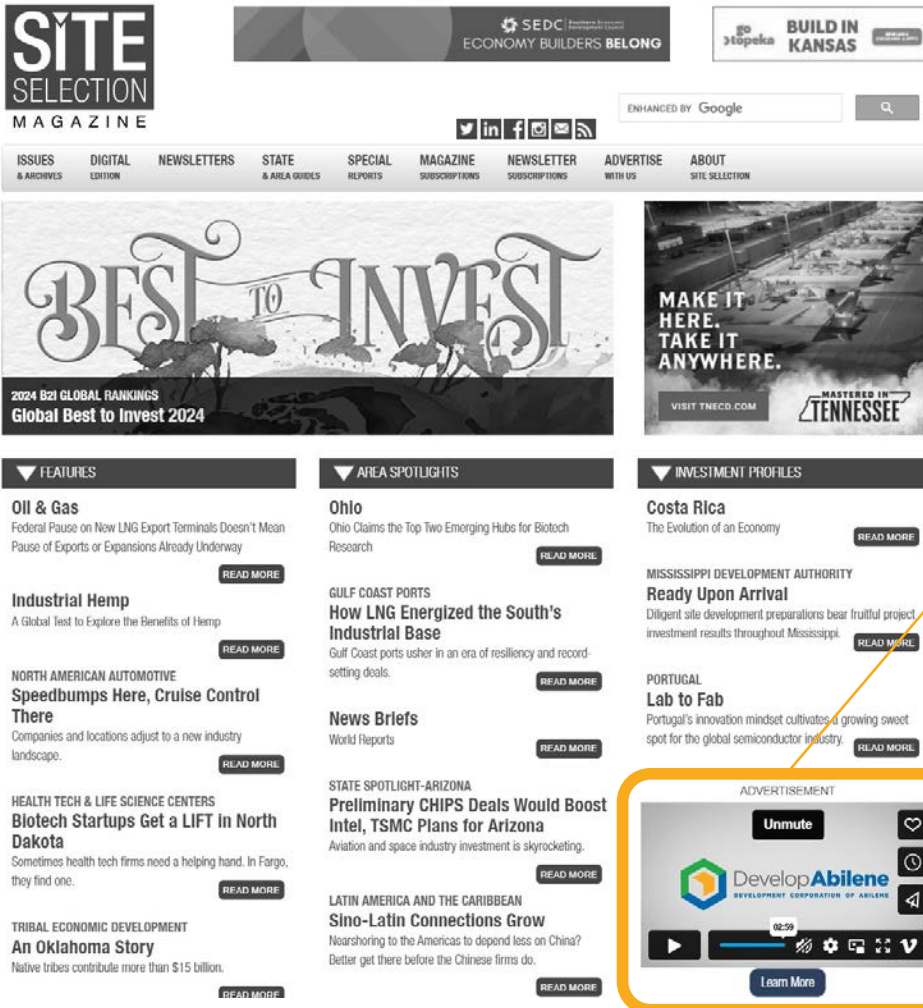 SiTE
SELECTION
MAGAZINE
SEDC
ECONOMY BUILDERS BELONG
go
topeka
BUILD IN
KANSAS
ENHANCED BY Google
ISSUES
& ARCHIVES
DIGITAL
EDITION
NEWSLETTERS
STATE
& AREA GUIDES
SPECIAL
REPORTS
MAGAZINE
SUBSCRIPTIONS
NEWSLETTER
SUBSCRIPTIONS
ADVERTISE
WITH US
ABOUT
SITE SELECTION
BEST TO INVEST
2024 B2I GLOBAL RANKINGS
Global Best to Invest 2024
MAKE IT
HERE.
TAKE IT
ANYWHERE.
VISIT TNECD.COM
MASTERED IN
TENNESSEE
FEATURES
Oil & Gas
Federal Pause on New LNG Export Terminals Doesn't Mean
Pause of Exports or Expansions Already Underway
READ MORE
Industrial Hemp
A Global Test to Explore the Benefits of Hemp
READ MORE
NORTH AMERICAN AUTOMOTIVE
Speedbumps Here, Cruise Control
There
Companies and locations adjust to a new industry
landscape.
READ MORE
HEALTH TECH & LIFE SCIENCE CENTERS
Biotech Startups Get a LIFT in North
Dakota
Sometimes health tech firms need a helping hand. In Fargo,
they find one.
READ MORE
TRIBAL ECONOMIC DEVELOPMENT
An Oklahoma Story
Native tribes contribute more than $15 billion.
READ MORE
AREA SPOTLIGHTS
Ohio
Ohio Claims the Top Two Emerging Hubs for Biotech
Research
READ MORE
GULF COAST PORTS
How LNG Energized the South's
Industrial Base
Gulf Coast ports usher in an era of resiliency and record-
setting deals.
READ MORE
News Briefs
World Reports
READ MORE
STATE SPOTLIGHT-ARIZONA
Preliminary CHIPS Deals Would Boost
Intel, TSMC Plans for Arizona
Aviation and space industry investment is skyrocketing.
READ MORE
LATIN AMERICA AND THE CARIBBEAN
Sino-Latin Connections Grow
Nearshoring to the Americas to depend less on China?
Better get there before the Chinese firms do.
READ MORE
INVESTMENT PROFILES
Costa Rica
The Evolution of an Economy
READ MORE
MISSISSIPPI DEVELOPMENT AUTHORITY
Ready Upon Arrival
Diligent site development preparations bear fruitful project
investment results throughout Mississippi.
READ MORE
PORTUGAL
Lab to Fab
Portugal's innovation mindset cultivates a growing sweet
spot for the global semiconductor industry.
READ MORE
ADVERTISEMENT
Unmute
DevelopAbilene
DEVELOPMENT CORPORATION OF ABILENE
02:59
Learn More